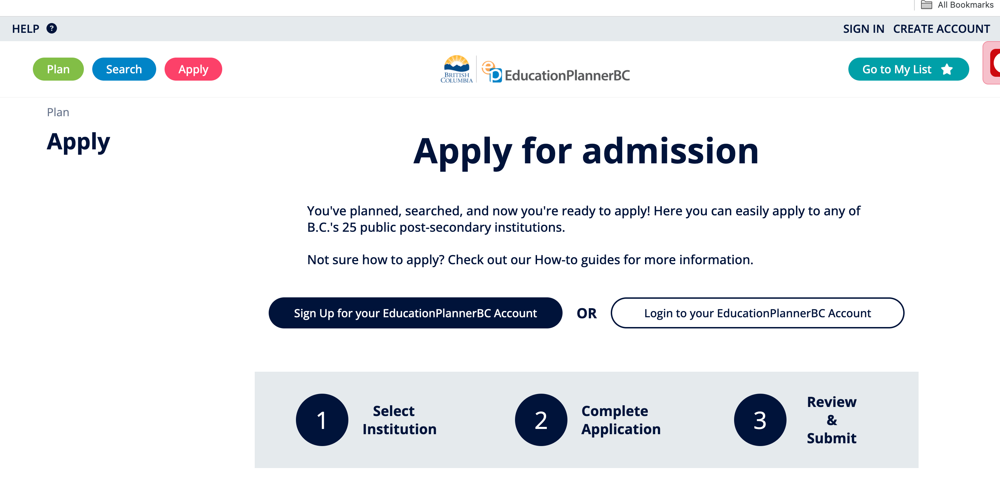 All Bookmarks
HELP ?
SIGN IN CREATE ACCOUNT
Plan Search Apply
BRITISH
COLUMBIA
ep EducationPlannerBC
Go to My List
Plan
Apply
Apply for admission
You've planned, searched, and now you're ready to apply! Here you can easily apply to any of
B.C.'s 25 public post-secondary institutions.
Not sure how to apply? Check out our How-to guides for more information.
Sign Up for your EducationPlannerBC Account
OR
Login to your EducationPlannerBC Account
1
Select
Institution
2
Complete
Application
3
Review
&
Submit